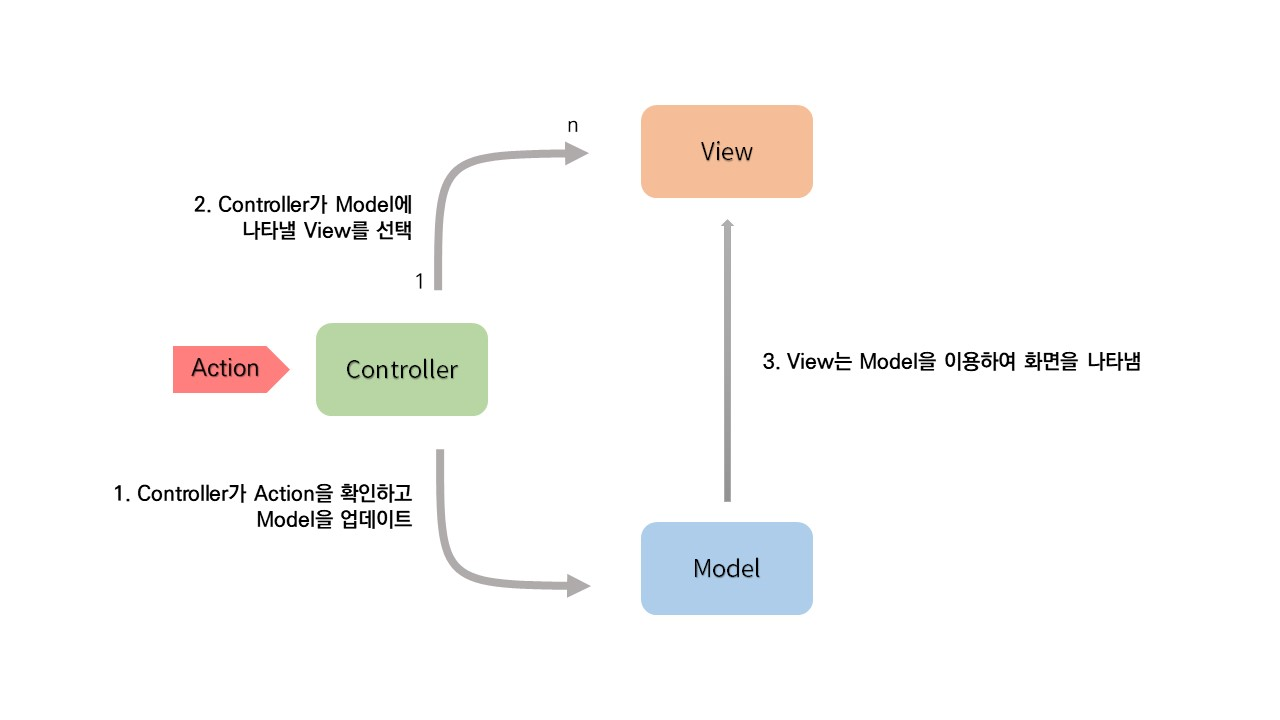 n
View
2. Controller가 Model에
나타낼 View를 선택
1
Action
Controller
3. View는 Model을 이용하여 화면을 나타냄
1. Controller가 Action을 확인하고
Model을 업데이트
Model